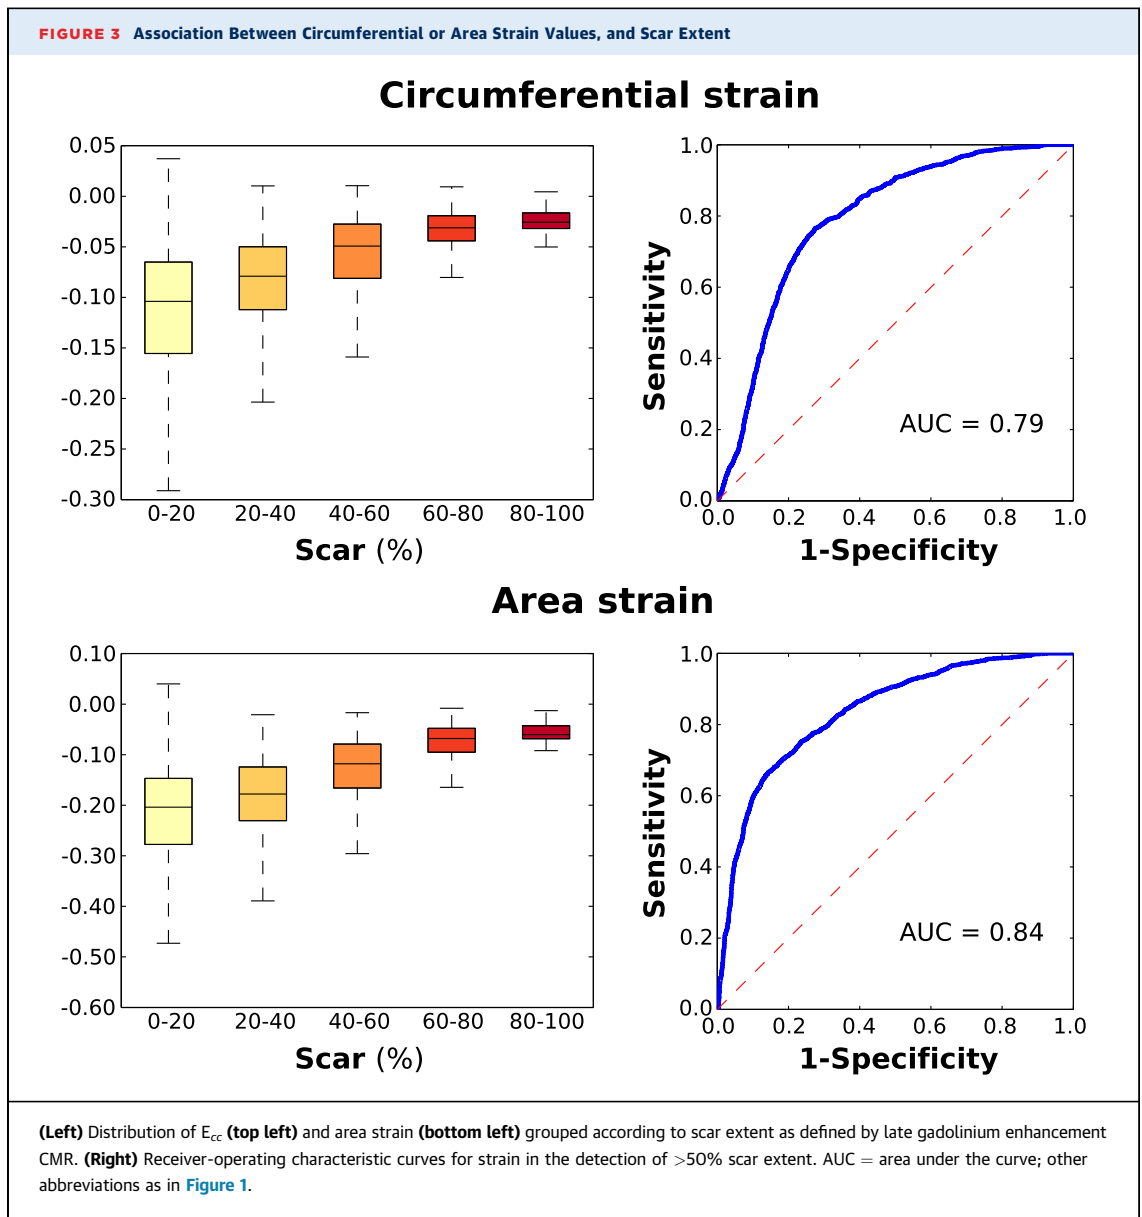 FIGURE 3 Association Between Circumferential or Area Strain Values, and Scar Extent
Circumferential strain
0.05
0.00
-0.05
-0.10
-0.15
-0.20
-0.25
-0.30
0-20 20-40 40-60 60-80 80-100
Scar (%)
1.0
0.8
0.6
0.4
0.2
0.0
Sensitivity
AUC = 0.79
0.0 0.2 0.4 0.6 0.8 1.0
1-Specificity
Area strain
0.10
0.00
-0.10
-0.20
-0.30
-0.40
-0.50
-0.60
0-20 20-40 40-60 60-80 80-100
Scar (%)
1.0
0.8
0.6
0.4
0.2
0.0
Sensitivity
AUC = 0.84
0.0 0.2 0.4 0.6 0.8 1.0
1-Specificity
(Left) Distribution of Ecc (top left) and area strain (bottom left) grouped according to scar extent as defined by late gadolinium enhancement
CMR. (Right) Receiver-operating characteristic curves for strain in the detection of >50% scar extent. AUC = area under the curve; other
abbreviations as in Figure 1.